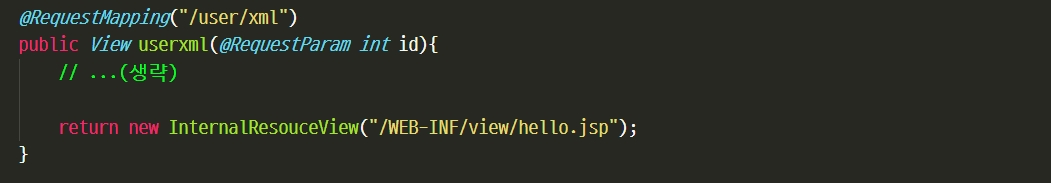 @RequestMapping("/user/xml")
public View userxml(@RequestParam int id){
// ...(생략)
return new InternalResouceView("/WEB-INF/view/hello.jsp");
}